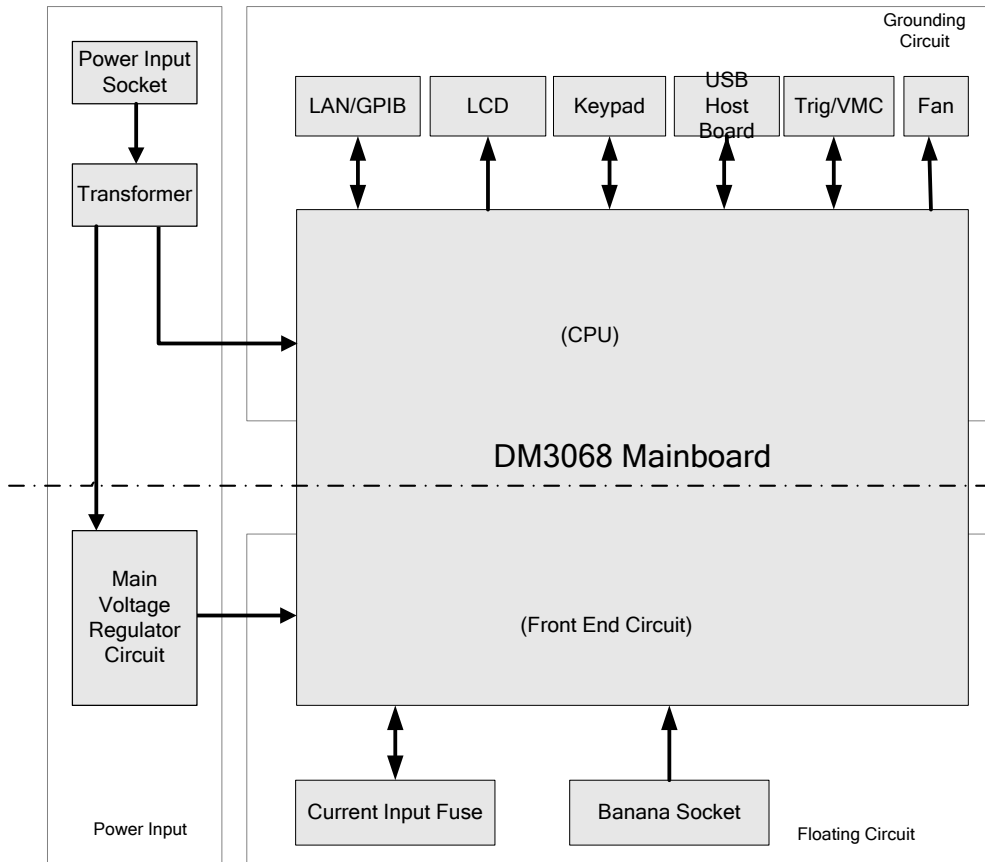 Grounding
Circuit
Power Input
Socket
LAN/GPIB
LCD
Keypad
USB
Host
Board
Trig/VMC
Fan
Transformer
(CPU)
DM3068 Mainboard
Main
Voltage
Regulator
Circuit
(Front End Circuit)
Current Input Fuse
Banana Socket
Power Input
Floating Circuit